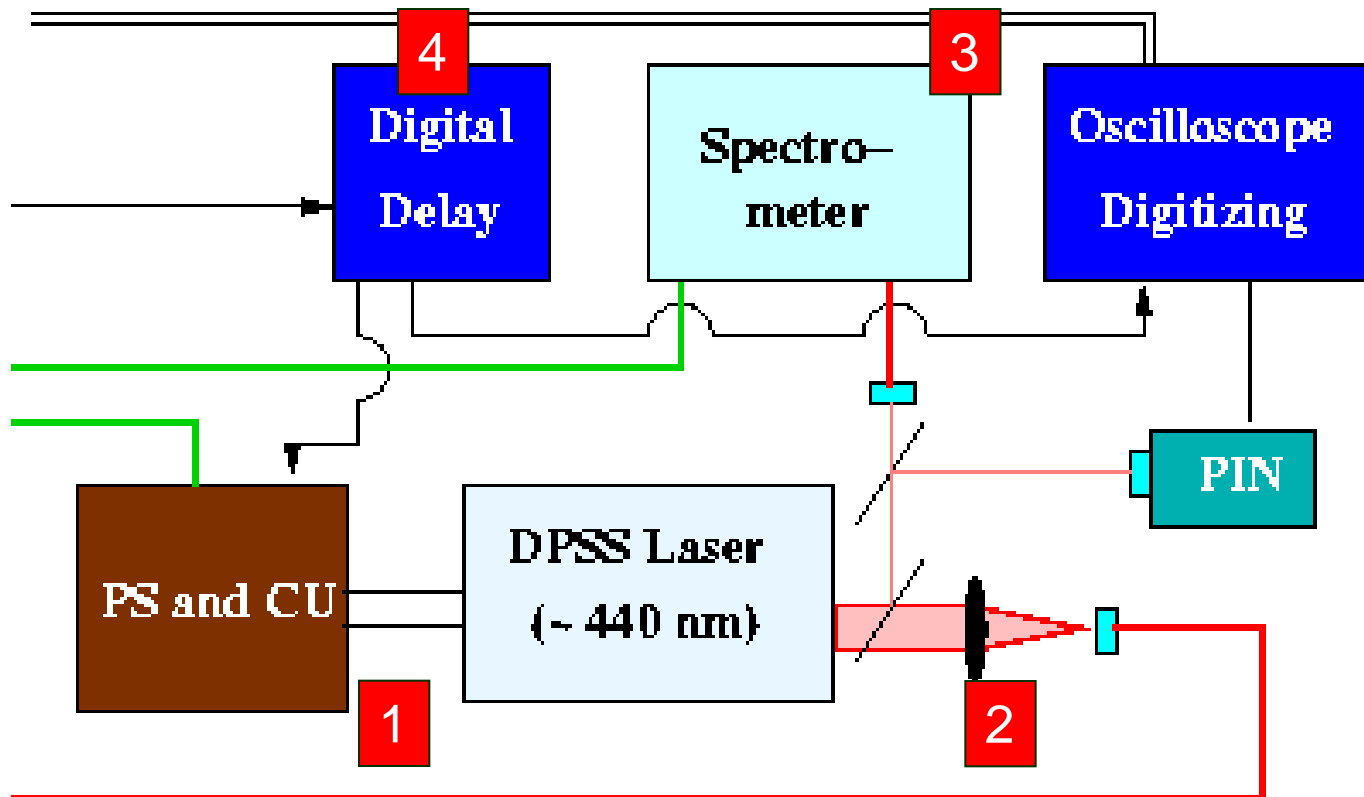 4
3
Digital
Delay
Spectro–
meter
Oscilloscope
Digitizing
PIN
PS and CU
DPSS Laser
(~ 440 nm)
1
2